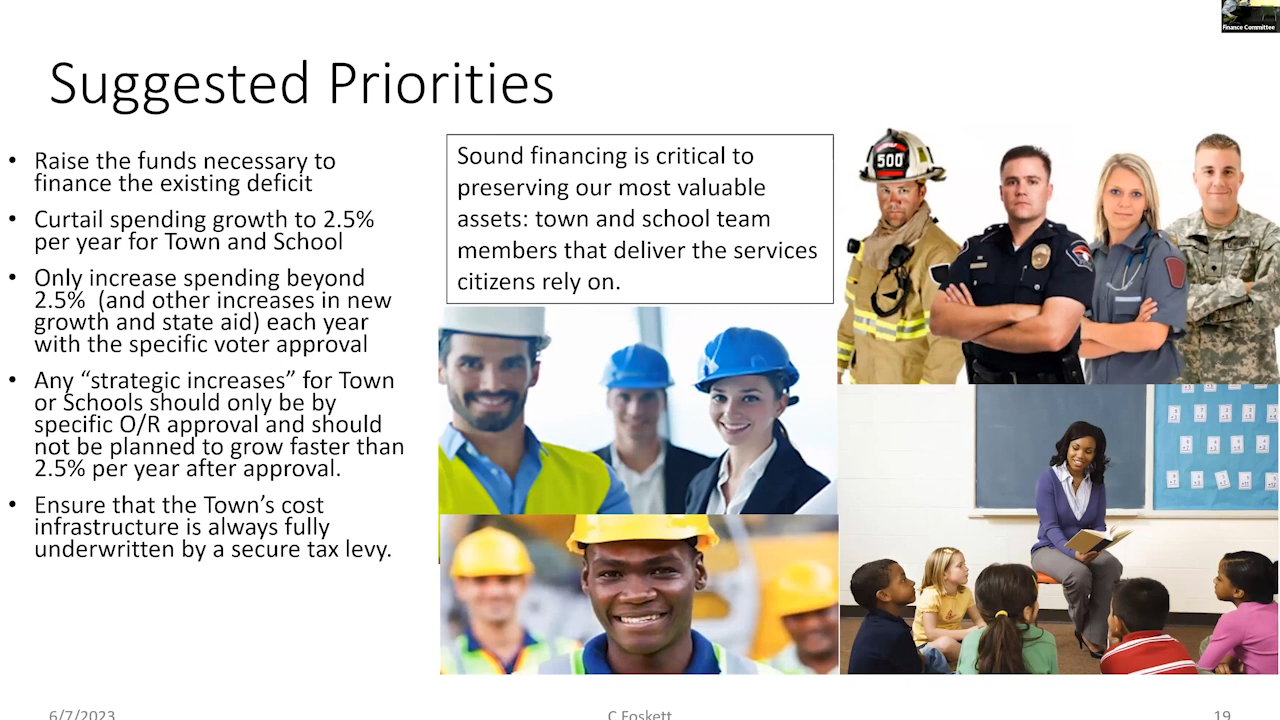 Finance Committee
Suggested Priorities
• Raise the funds necessary to
finance the existing deficit
• Curtail spending growth to 2.5%
per year for Town and School
• Only increase spending beyond
2.5%  (and other increases in new
growth and state aid) each year
with the specific voter approval
• Any “strategic increases” for Town
or Schools should only be by
specific O/R approval and should
not be planned to grow faster than
2.5% per year after approval.
• Ensure that the Town’s cost
infrastructure is always fully
underwritten by a secure tax levy.
Sound financing is critical to
preserving our most valuable
assets: town and school team
members that deliver the services
citizens rely on.
500
6/7/2023
C Foskett
19